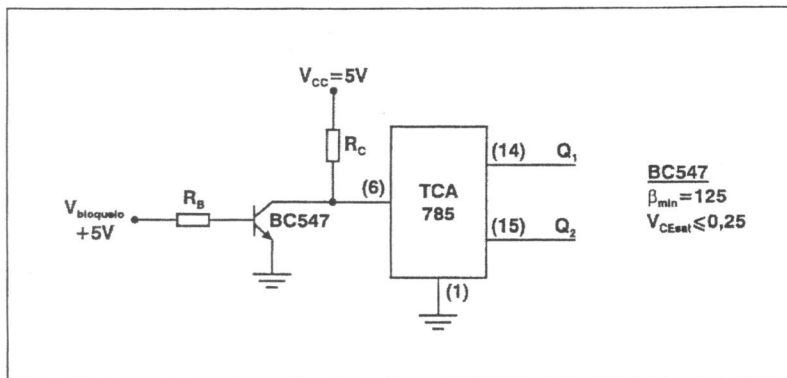 V_CC=5V
R_C
(6)
TCA
785
(14) Q_1
(15) Q_2
(1)
R_B
V_bloqueio
+5V
BC547
BC547
β_min=125
V_CEsat≤0,25